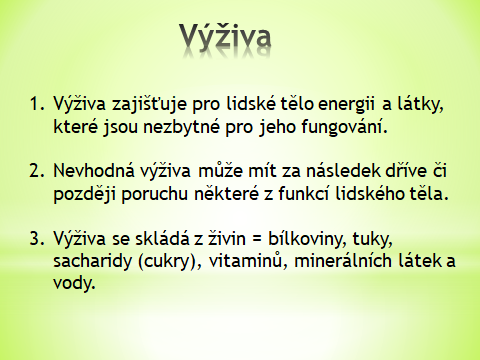 Výživa
1. Výživa zajišťuje pro lidské tělo energii a látky,
které jsou nezbytné pro jeho fungování.
2. Nevhodná výživa může mít za následek dříve či
později poruchu některé z funkcí lidského těla.
3. Výživa se skládá z živin = bílkoviny, tuky,
sacharidy (cukry), vitaminů, minerálních látek a
vody.